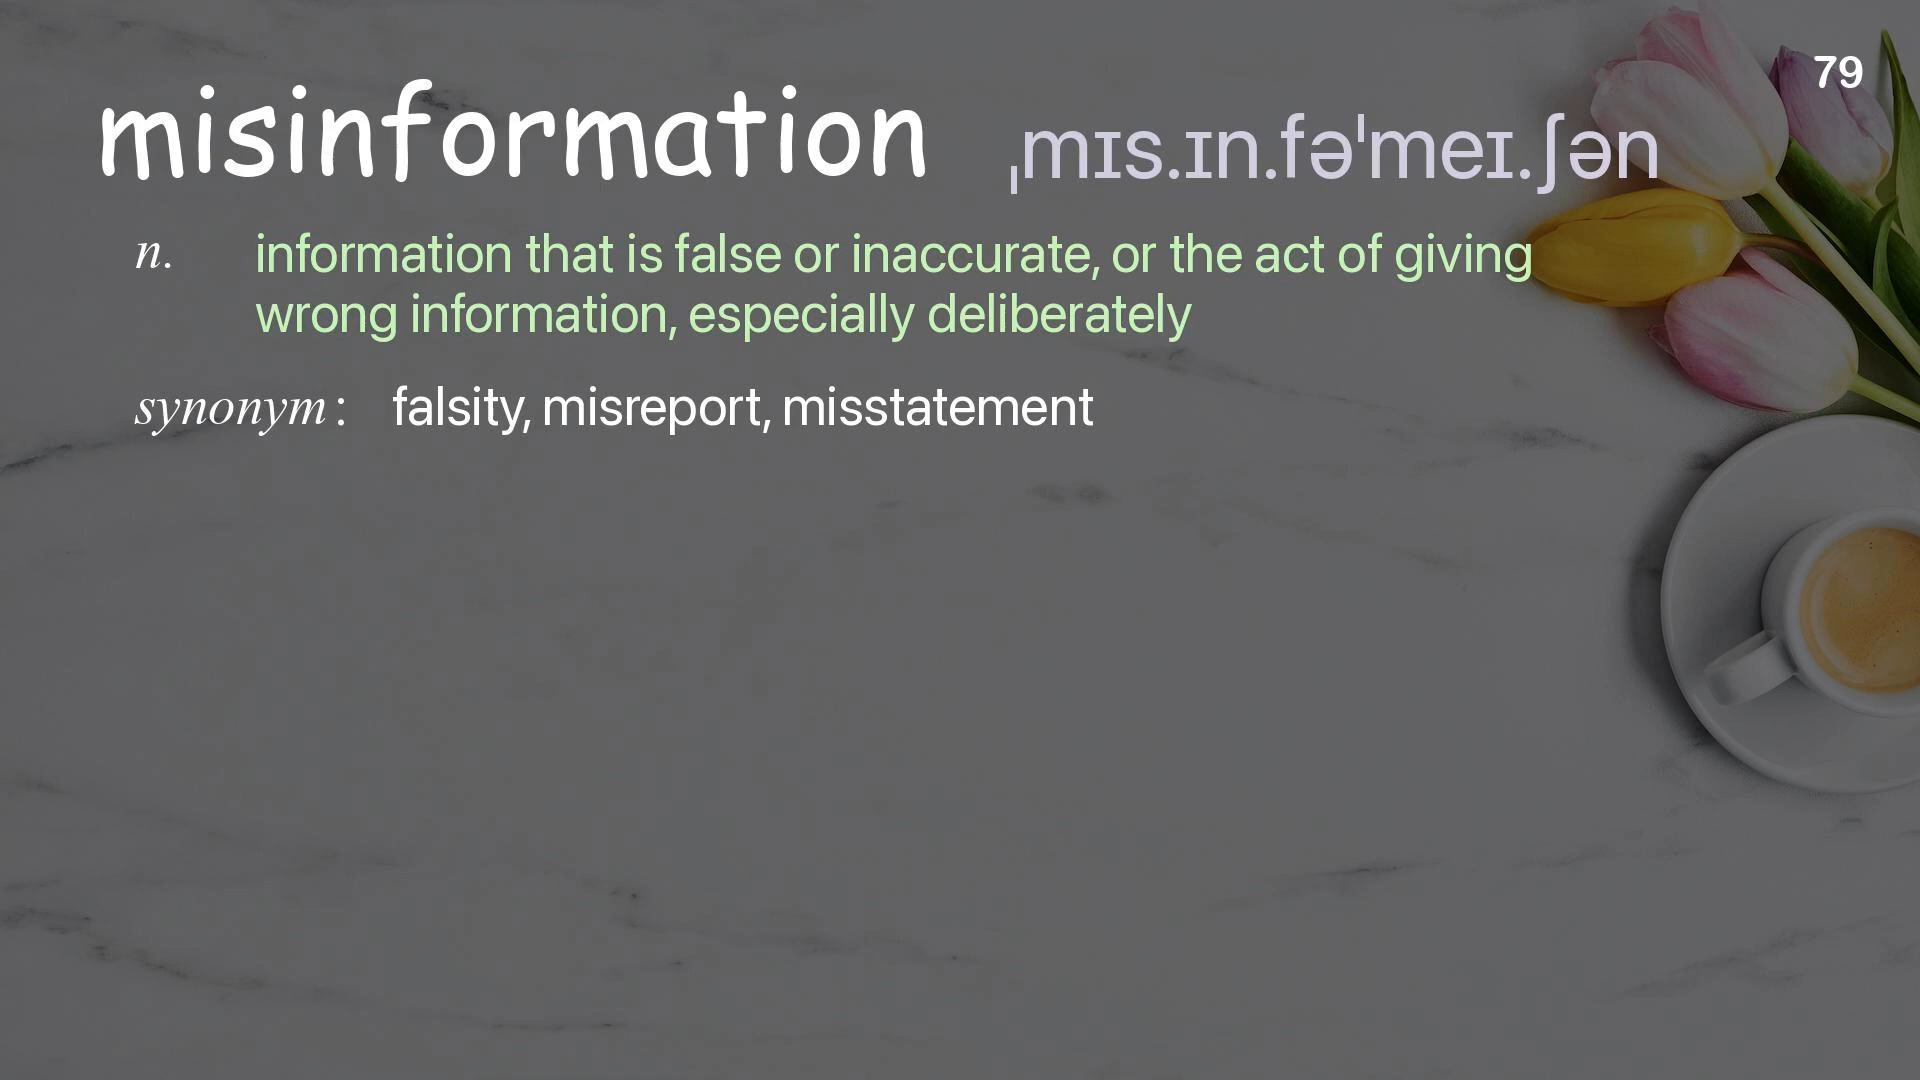 79
misinformation ˌmɪs.ɪn.fəˈmeɪ.ʃən
n. information that is false or inaccurate, or the act of giving
wrong information, especially deliberately
synonym: falsity, misreport, misstatement